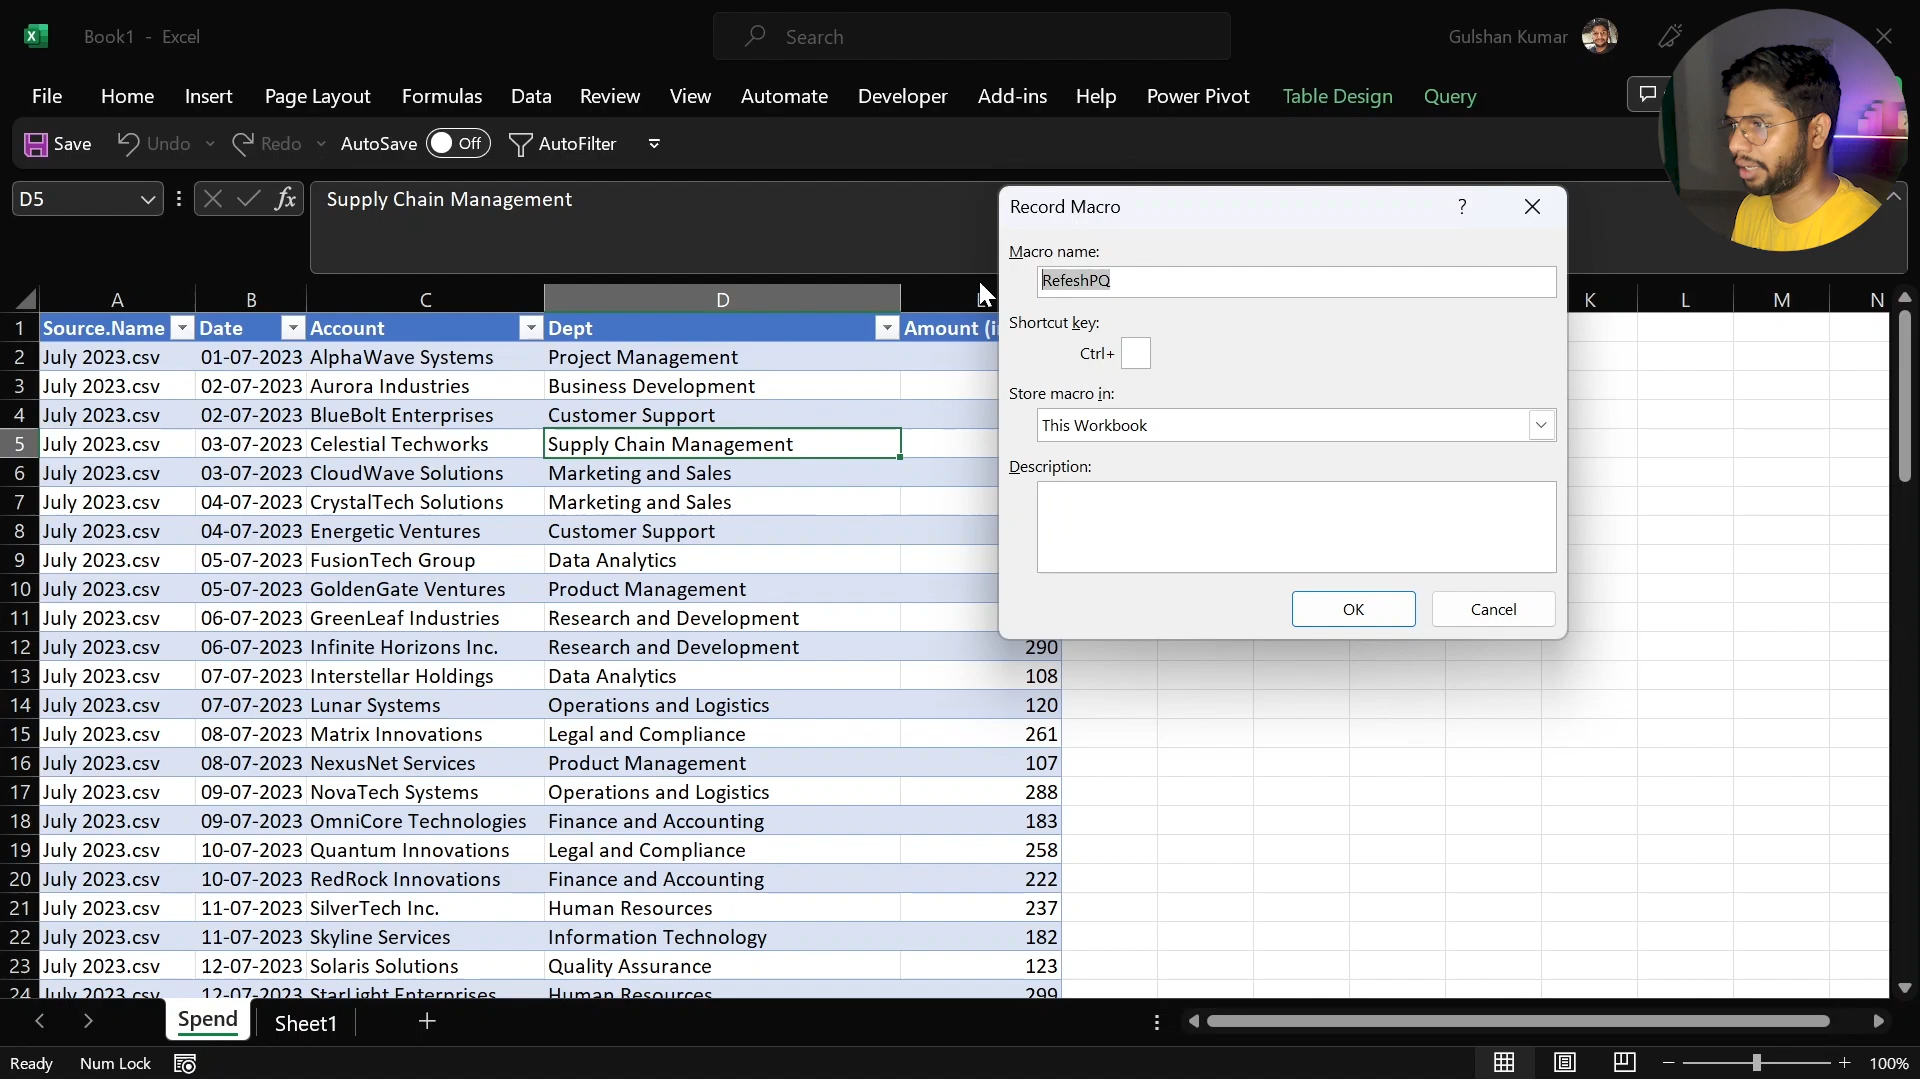 Book1 - Excel
Search
Gulshan Kumar
File Home Insert Page Layout Formulas Data Review View Automate Developer Add-ins Help Power Pivot Table Design Query
Save Undo Redo AutoSave Off AutoFilter
D5 fx Supply Chain Management
Record Macro ?
Macro name:
RefeshPQ
Shortcut key:
Ctrl+
Store macro in:
This Workbook
Description:
OK Cancel
A B C D K L M N
1 Source.Name Date Account Dept Amount (i
2 July 2023.csv 01-07-2023 AlphaWave Systems Project Management
3 July 2023.csv 02-07-2023 Aurora Industries Business Development
4 July 2023.csv 02-07-2023 BlueBolt Enterprises Customer Support
5 July 2023.csv 03-07-2023 Celestial Techworks Supply Chain Management
6 July 2023.csv 03-07-2023 CloudWave Solutions Marketing and Sales
7 July 2023.csv 04-07-2023 CrystalTech Solutions Marketing and Sales
8 July 2023.csv 04-07-2023 Energetic Ventures Customer Support
9 July 2023.csv 05-07-2023 FusionTech Group Data Analytics
10 July 2023.csv 05-07-2023 GoldenGate Ventures Product Management
11 July 2023.csv 06-07-2023 GreenLeaf Industries Research and Development
12 July 2023.csv 06-07-2023 Infinite Horizons Inc. Research and Development 290
13 July 2023.csv 07-07-2023 Interstellar Holdings Data Analytics 108
14 July 2023.csv 07-07-2023 Lunar Systems Operations and Logistics 120
15 July 2023.csv 08-07-2023 Matrix Innovations Legal and Compliance 261
16 July 2023.csv 08-07-2023 NexusNet Services Product Management 107
17 July 2023.csv 09-07-2023 NovaTech Systems Operations and Logistics 288
18 July 2023.csv 09-07-2023 OmniCore Technologies Finance and Accounting 183
19 July 2023.csv 10-07-2023 Quantum Innovations Legal and Compliance 258
20 July 2023.csv 10-07-2023 RedRock Innovations Finance and Accounting 222
21 July 2023.csv 11-07-2023 SilverTech Inc. Human Resources 237
22 July 2023.csv 11-07-2023 Skyline Services Information Technology 182
23 July 2023.csv 12-07-2023 Solaris Solutions Quality Assurance 123
24 July 2023.csv 12-07-2023 StarLight Enterprises Human Resources 299
Spend Sheet1
Ready Num Lock 100%